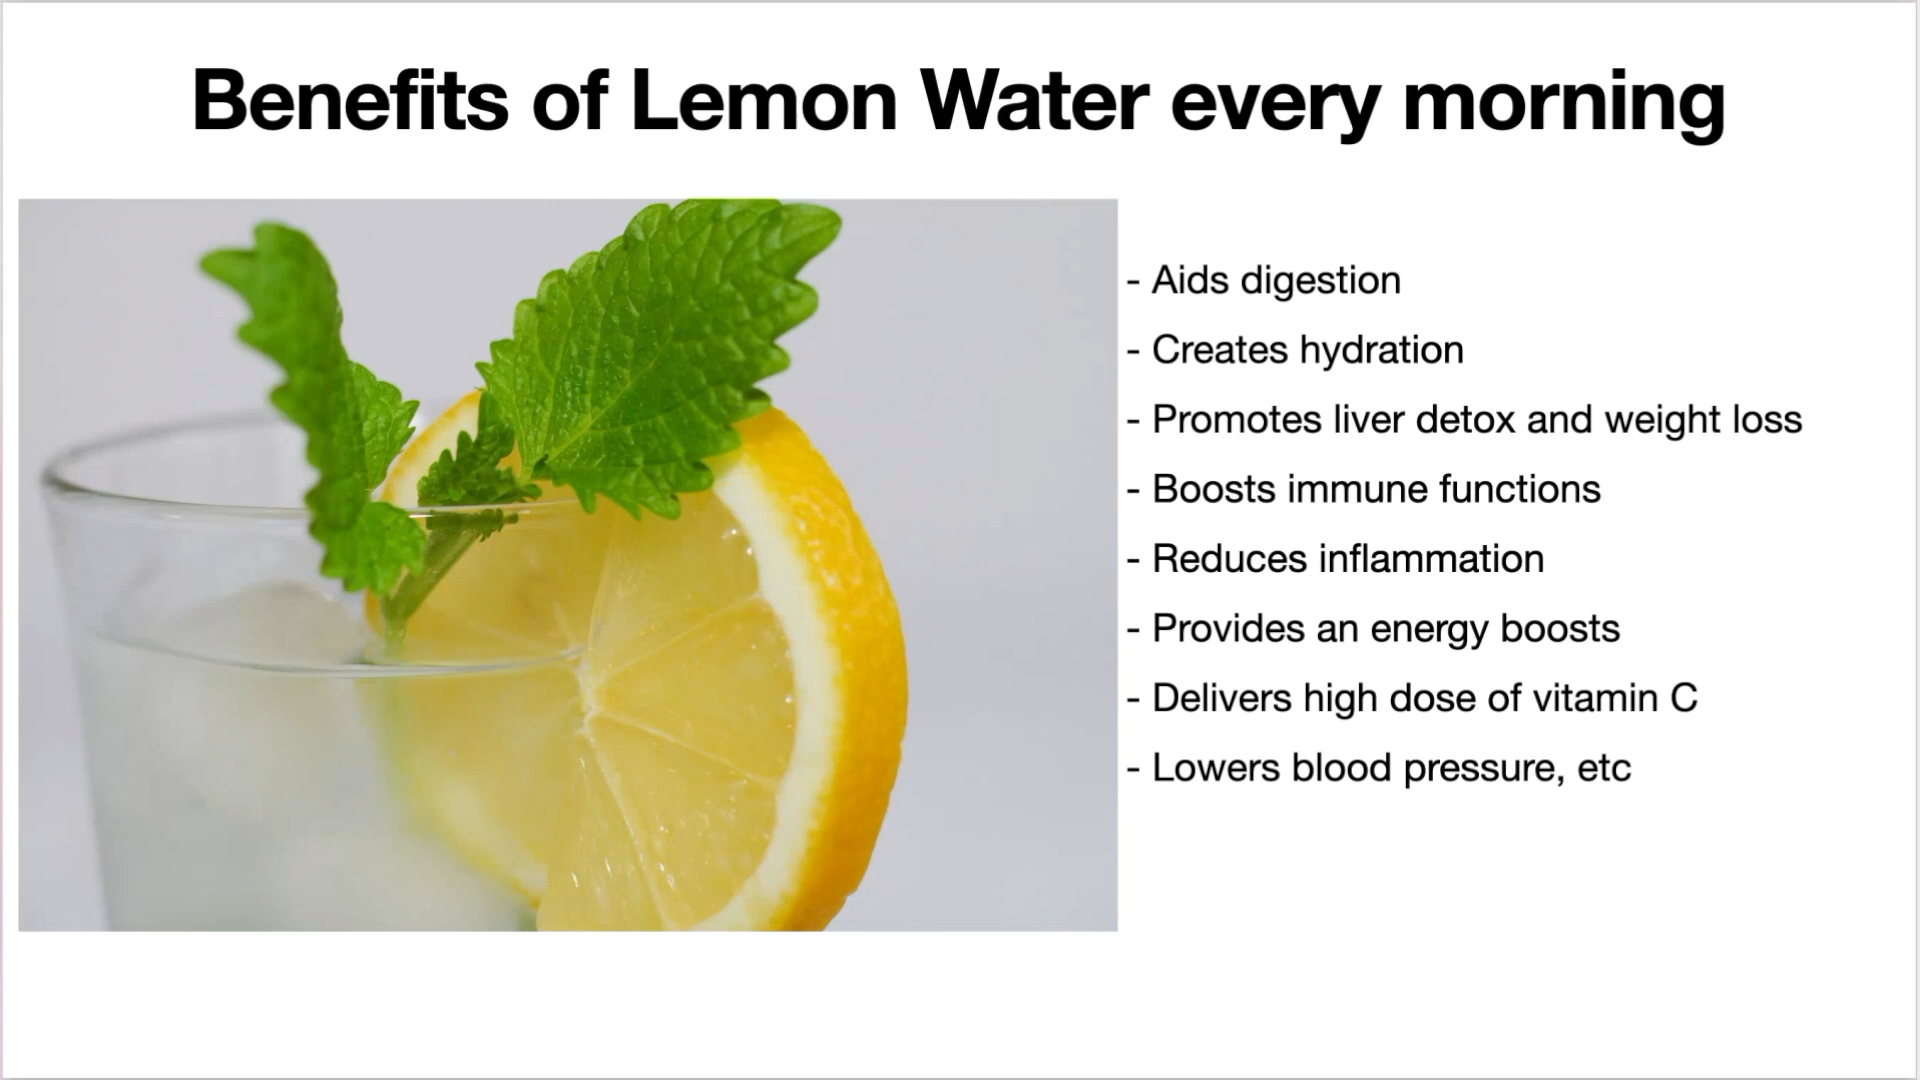 Benefits of Lemon Water every morning
- Aids digestion
- Creates hydration
- Promotes liver detox and weight loss
- Boosts immune functions
- Reduces inflammation
- Provides an energy boosts
- Delivers high dose of vitamin C
- Lowers blood pressure, etc